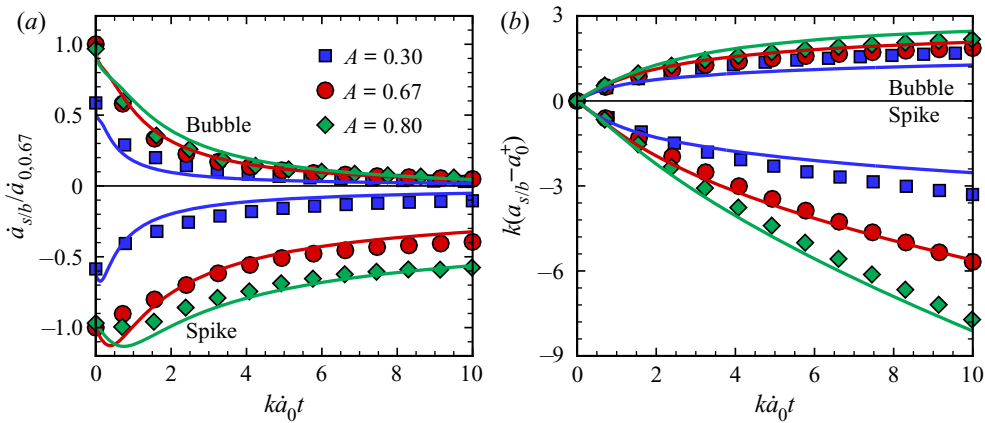 (a)
1.0
0.5
0
−0.5
−1.0
ȧs/b/ȧ0,0.67
A = 0.30
A = 0.67
A = 0.80
Bubble
Spike
0 2 4 6 8 10
kȧ0t
(b)
3
0
−3
−6
−9
k(as/b−a0+)
Bubble
Spike
0 2 4 6 8 10
kȧ0t